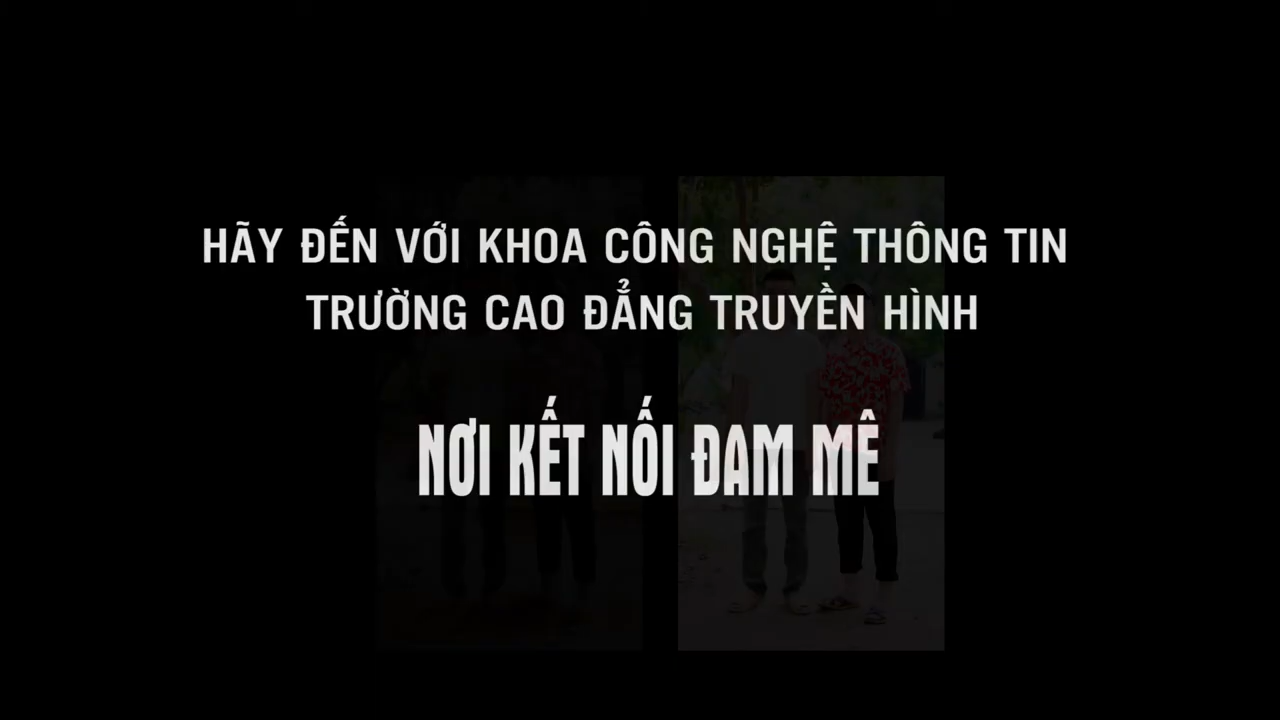 HÃY ĐẾN VỚI KHOA CÔNG NGHỆ THÔNG TIN
TRƯỜNG CAO ĐẲNG TRUYỀN HÌNH
NƠI KẾT NỐI ĐAM MÊ